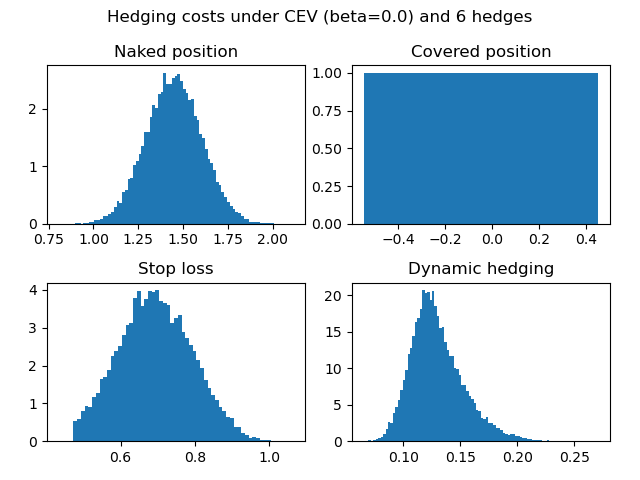 Hedging costs under CEV (beta=0.0) and 6 hedges
Naked position
Covered position
2
1
0
0.75 1.00 1.25 1.50 1.75 2.00
1.00
0.75
0.50
0.25
0.00
−0.4 −0.2 0.0 0.2 0.4
Stop loss
Dynamic hedging
4
3
2
1
0
0.6 0.8 1.0
20
15
10
5
0
0.10 0.15 0.20 0.25